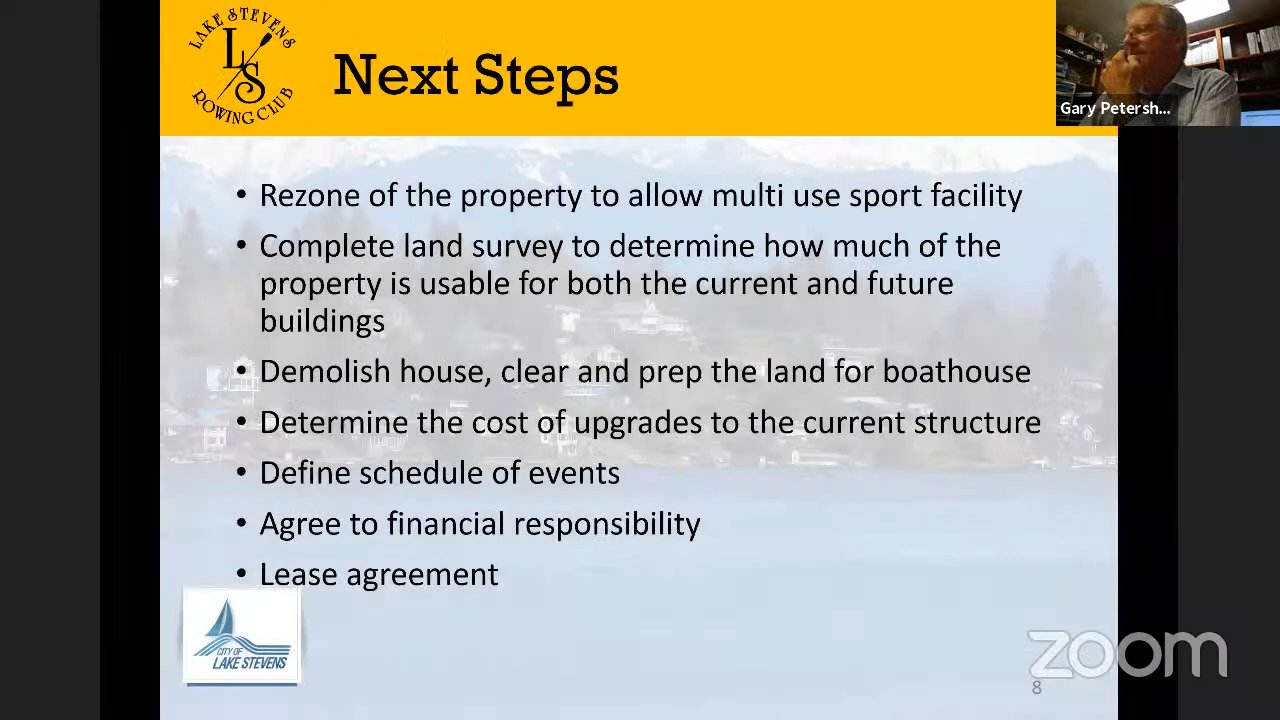 LAKE STEVENS
LS
ROWING CLUB
Next Steps
Gary Petersh...
• Rezone of the property to allow multi use sport facility
• Complete land survey to determine how much of the
property is usable for both the current and future
buildings
• Demolish house, clear and prep the land for boathouse
• Determine the cost of upgrades to the current structure
• Define schedule of events
• Agree to financial responsibility
• Lease agreement
CITY OF
LAKE STEVENS
zoom
8